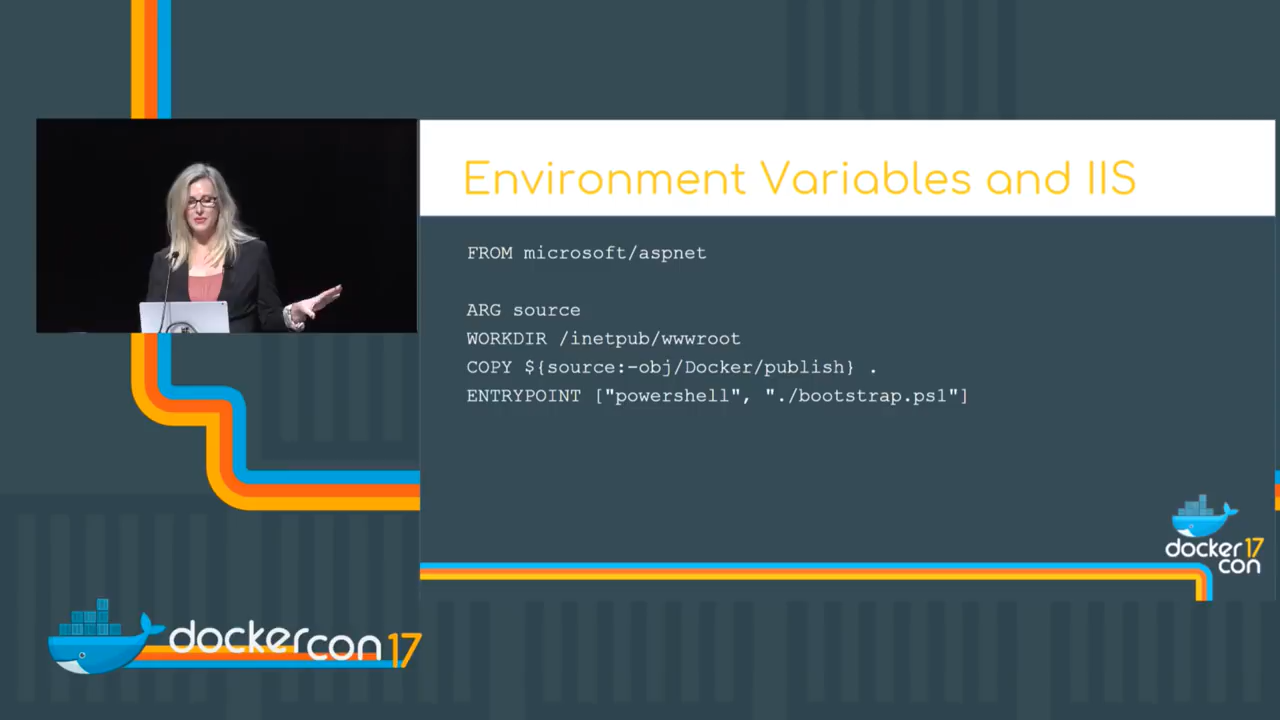 Environment Variables and IIS
FROM microsoft/aspnet
ARG source
WORKDIR /inetpub/wwwroot
COPY ${source:-obj/Docker/publish} .
ENTRYPOINT ["powershell", "./bootstrap.ps1"]
docker 17
con
dockercon 17